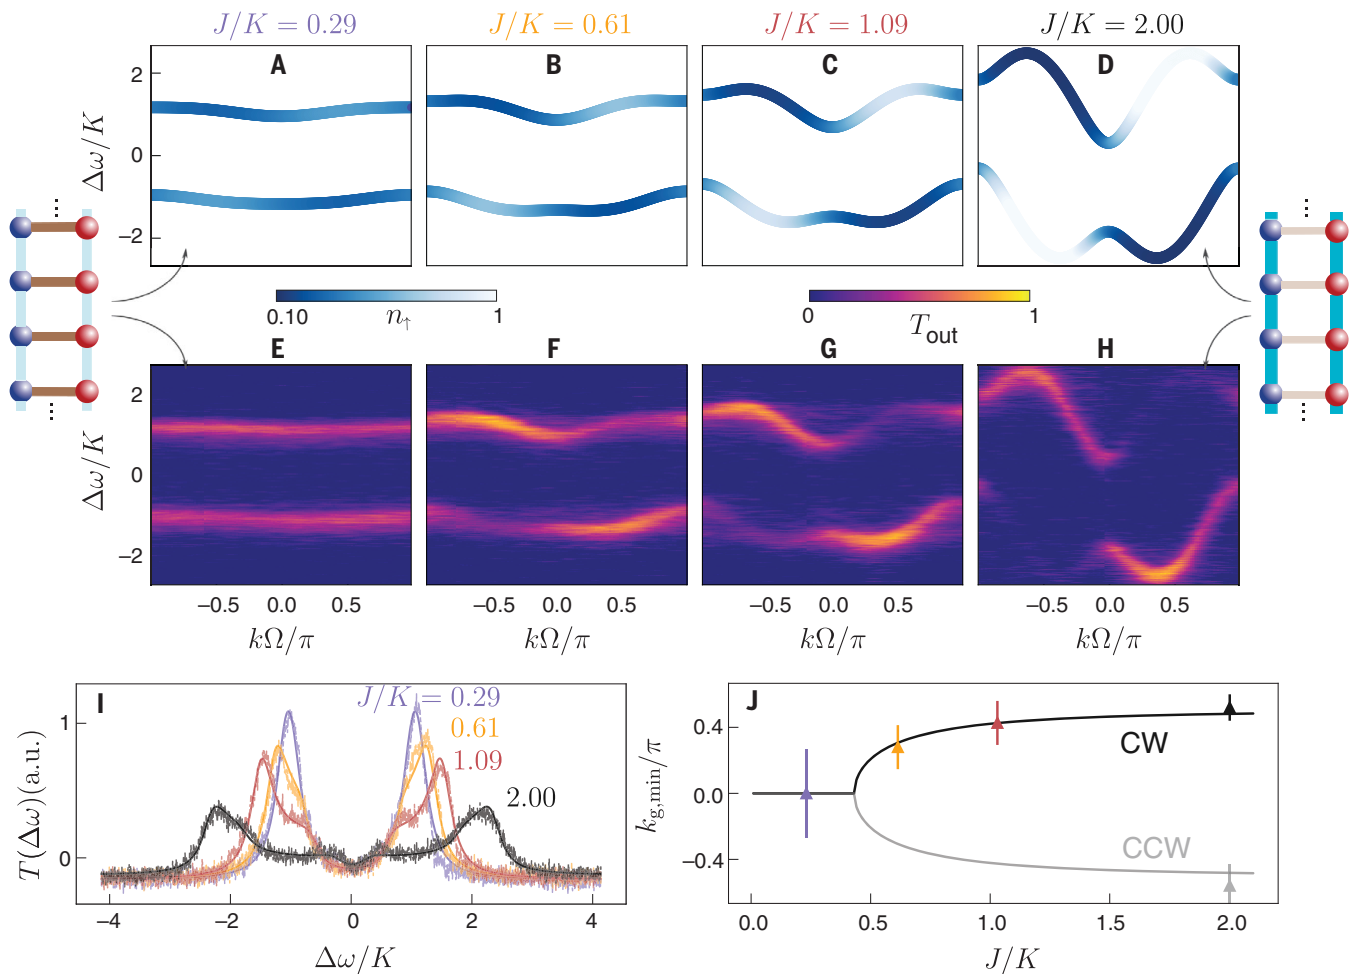 J/K = 0.29 J/K = 0.61 J/K = 1.09 J/K = 2.00
A B C D
2
0
−2
Δω/K
0.10 n↑ 1
0 T_out 1
E F G H
2
0
−2
Δω/K
−0.5 0.0 0.5 −0.5 0.0 0.5 −0.5 0.0 0.5 −0.5 0.0 0.5
kΩ/π kΩ/π kΩ/π kΩ/π
I
J/K = 0.29
0.61
1.09
2.00
1
0
T(Δω)(a.u.)
−4 −2 0 2 4
Δω/K
J
0.4
0.0
−0.4
k_g,min/π
CW
CCW
0.0 0.5 1.0 1.5 2.0
J/K